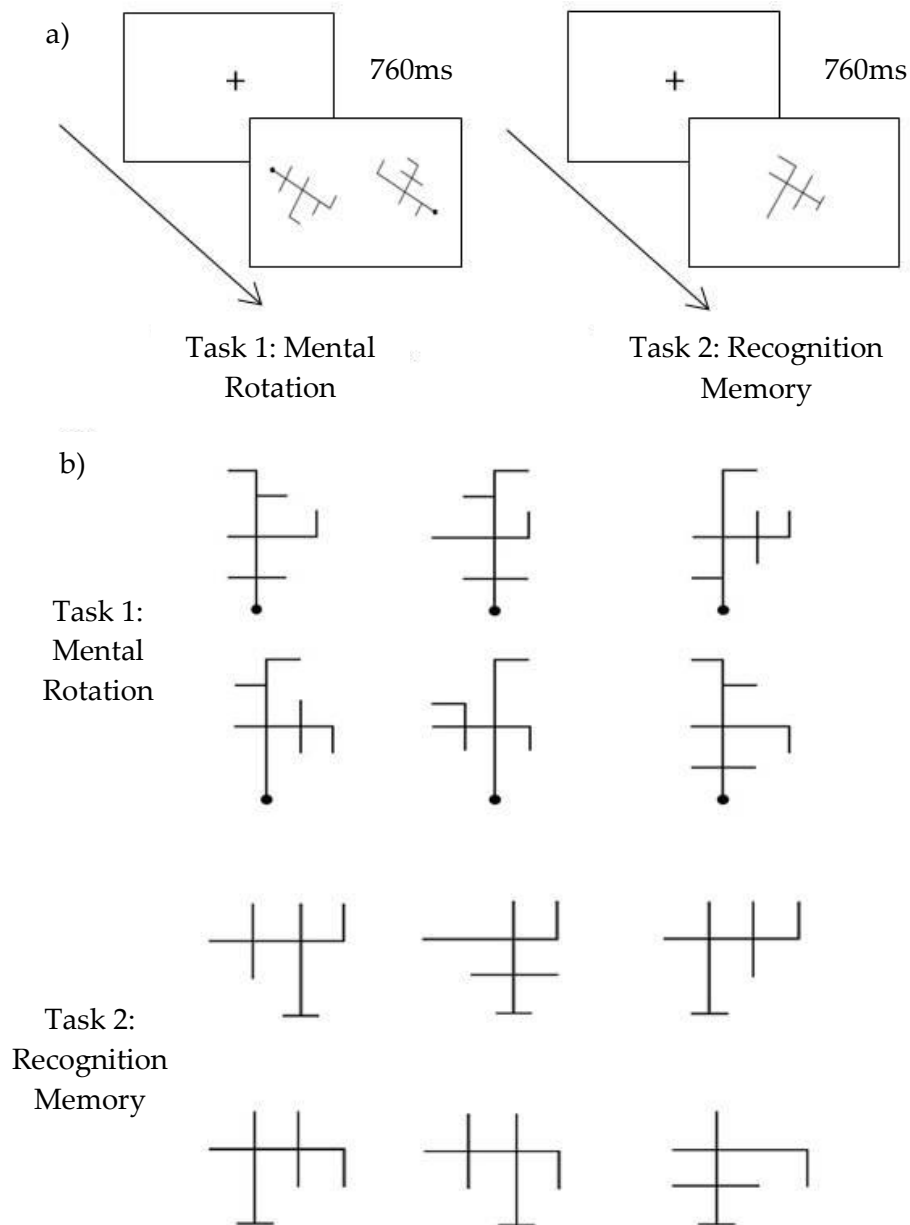 a)
760ms
760ms
Task 1: Mental
Rotation
Task 2: Recognition
Memory
b)
Task 1:
Mental
Rotation
Task 2:
Recognition
Memory